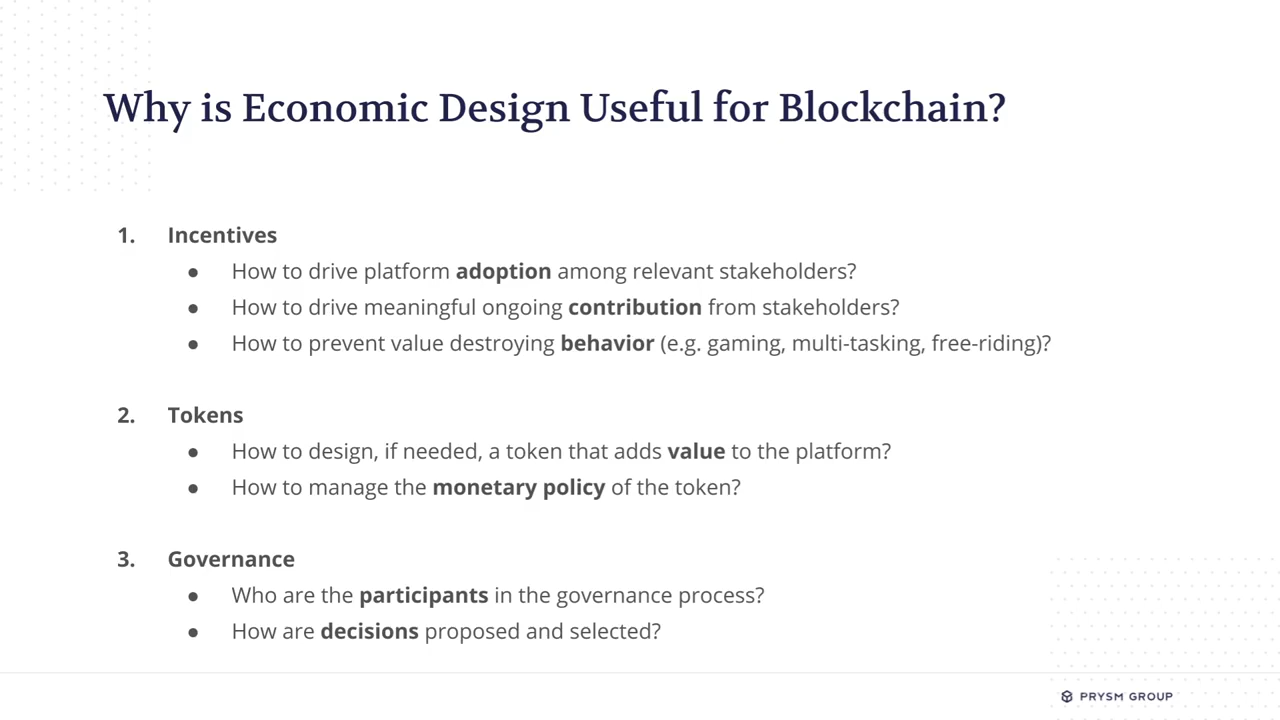 Why is Economic Design Useful for Blockchain?
1. Incentives
● How to drive platform adoption among relevant stakeholders?
● How to drive meaningful ongoing contribution from stakeholders?
● How to prevent value destroying behavior (e.g. gaming, multi-tasking, free-riding)?
2. Tokens
● How to design, if needed, a token that adds value to the platform?
● How to manage the monetary policy of the token?
3. Governance
● Who are the participants in the governance process?
● How are decisions proposed and selected?
PRYSM GROUP